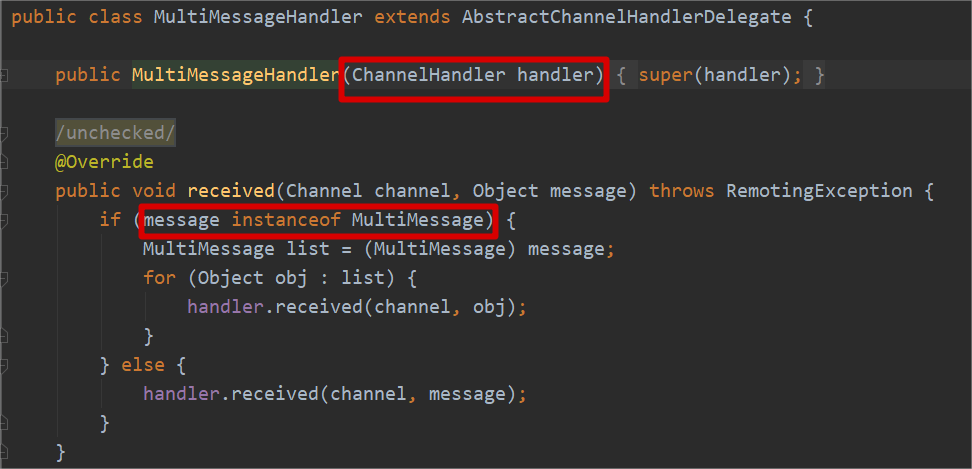 public class MultiMessageHandler extends AbstractChannelHandlerDelegate {
public MultiMessageHandler(ChannelHandler handler) { super(handler); }
/unchecked/
@Override
public void received(Channel channel, Object message) throws RemotingException {
if (message instanceof MultiMessage) {
MultiMessage list = (MultiMessage) message;
for (Object obj : list) {
handler.received(channel, obj);
}
} else {
handler.received(channel, message);
}
}